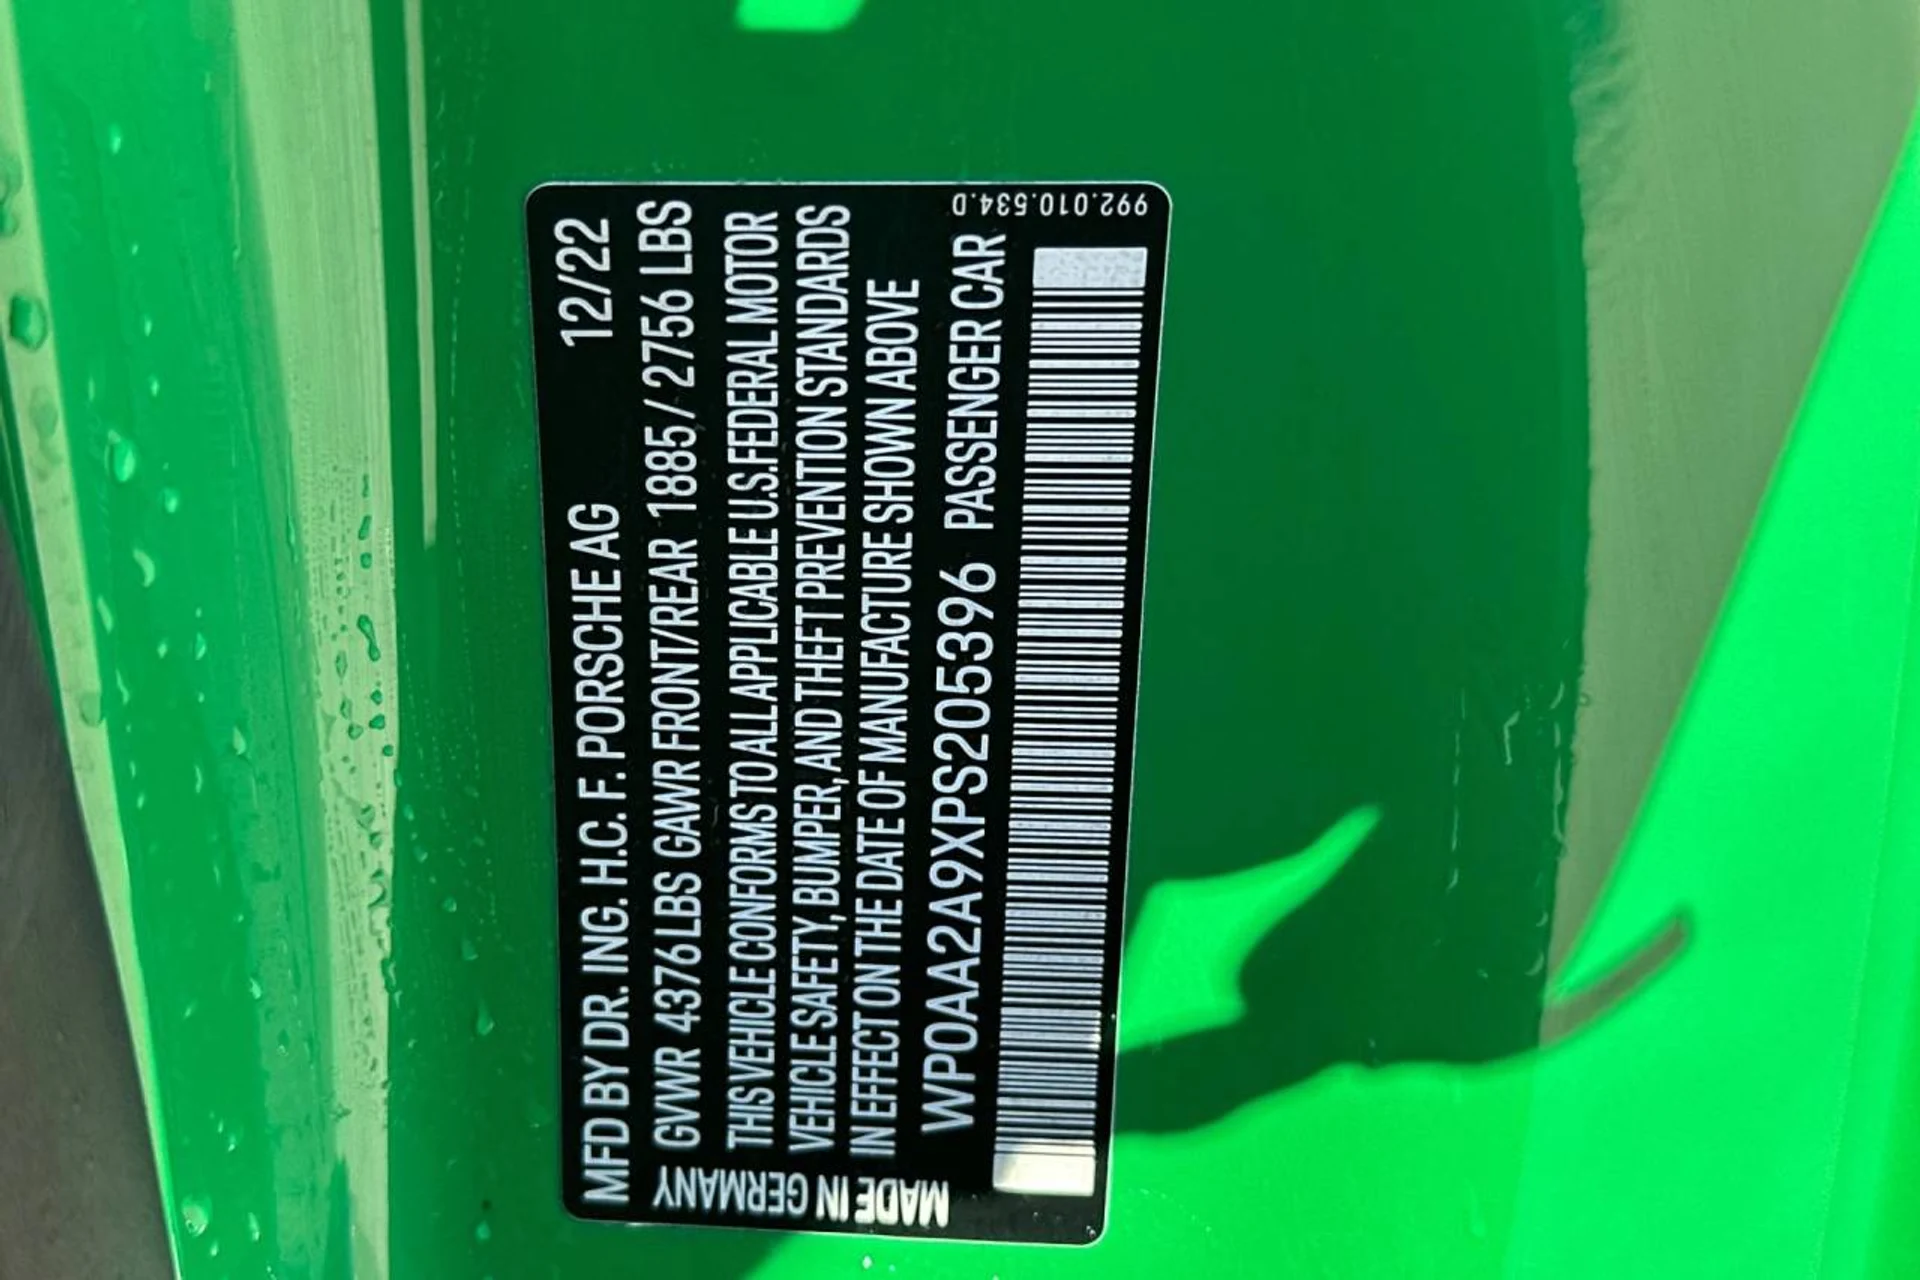 MFD BY DR. ING. H.C. F. PORSCHE AG 12/22
GVWR 4376 LBS GAWR FRONT/REAR 1885 / 2756 LBS
THIS VEHICLE CONFORMS TO ALL APPLICABLE U.S. FEDERAL MOTOR
VEHICLE SAFETY, BUMPER, AND THEFT PREVENTION STANDARDS
IN EFFECT ON THE DATE OF MANUFACTURE SHOWN ABOVE
WP0AA2A9XPS205396 PASSENGER CAR
MADE IN GERMANY
992.010.534.D